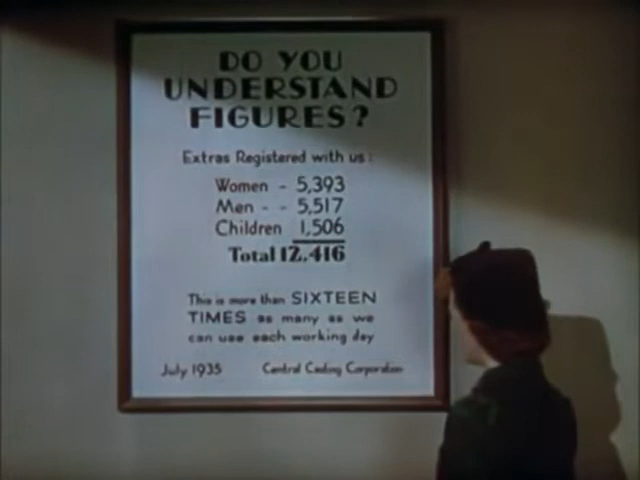 DO YOU
UNDERSTAND
FIGURES?
Extras Registered with us:
Women - 5,393
Men - - 5,517
Children 1,506
Total 12,416
This is more than SIXTEEN
TIMES as many as we
can use each working day
July 1935 Central Casting Corporation